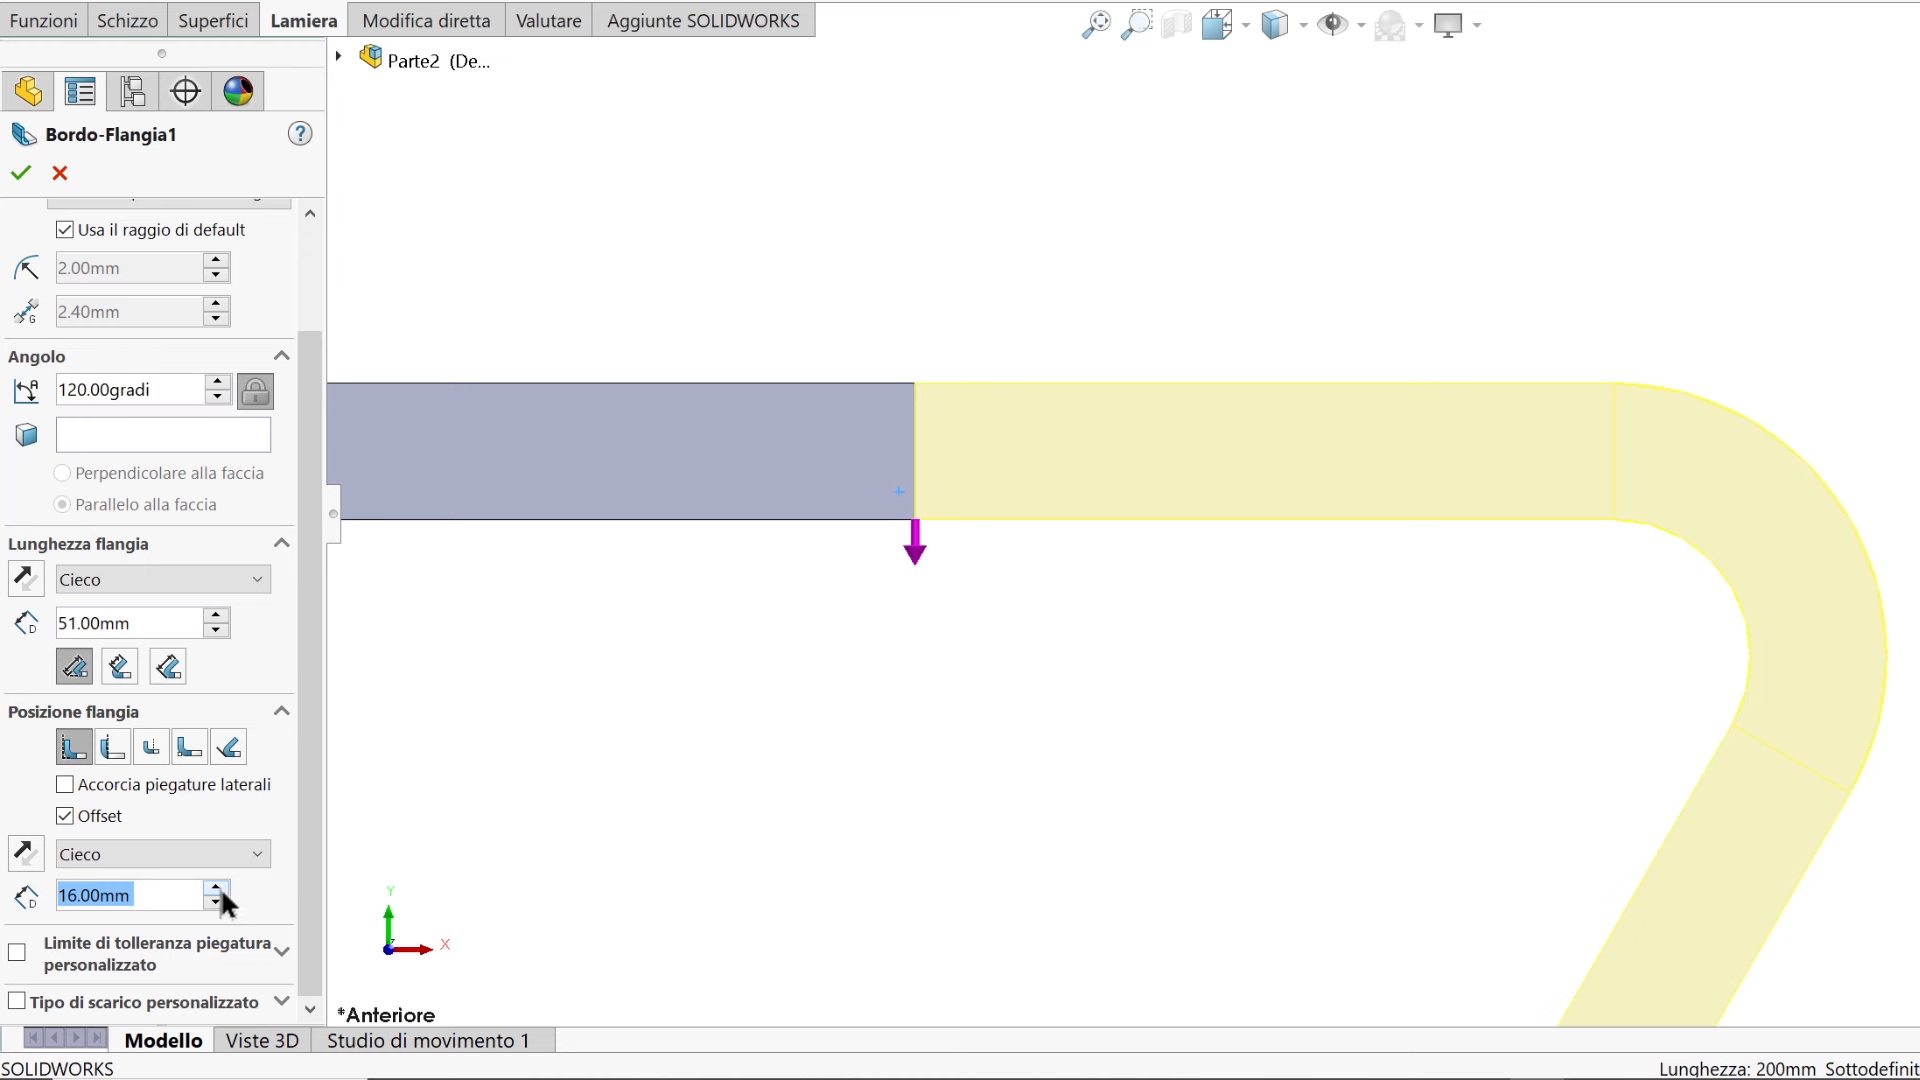 Funzioni Schizzo Superfici Lamiera Modifica diretta Valutare Aggiunte SOLIDWORKS
Parte2 (De...
Bordo-Flangia1
Usa il raggio di default
2.00mm
2.40mm
Angolo
120.00gradi
Perpendicolare alla faccia
Parallelo alla faccia
Lunghezza flangia
Cieco
51.00mm
Posizione flangia
Accorcia piegature laterali
Offset
Cieco
16.00mm
Limite di tolleranza piegatura
personalizzato
Tipo di scarico personalizzato
Y
X
*Anteriore
Modello Viste 3D Studio di movimento 1
SOLIDWORKS Lunghezza: 200mm Sottodefinit